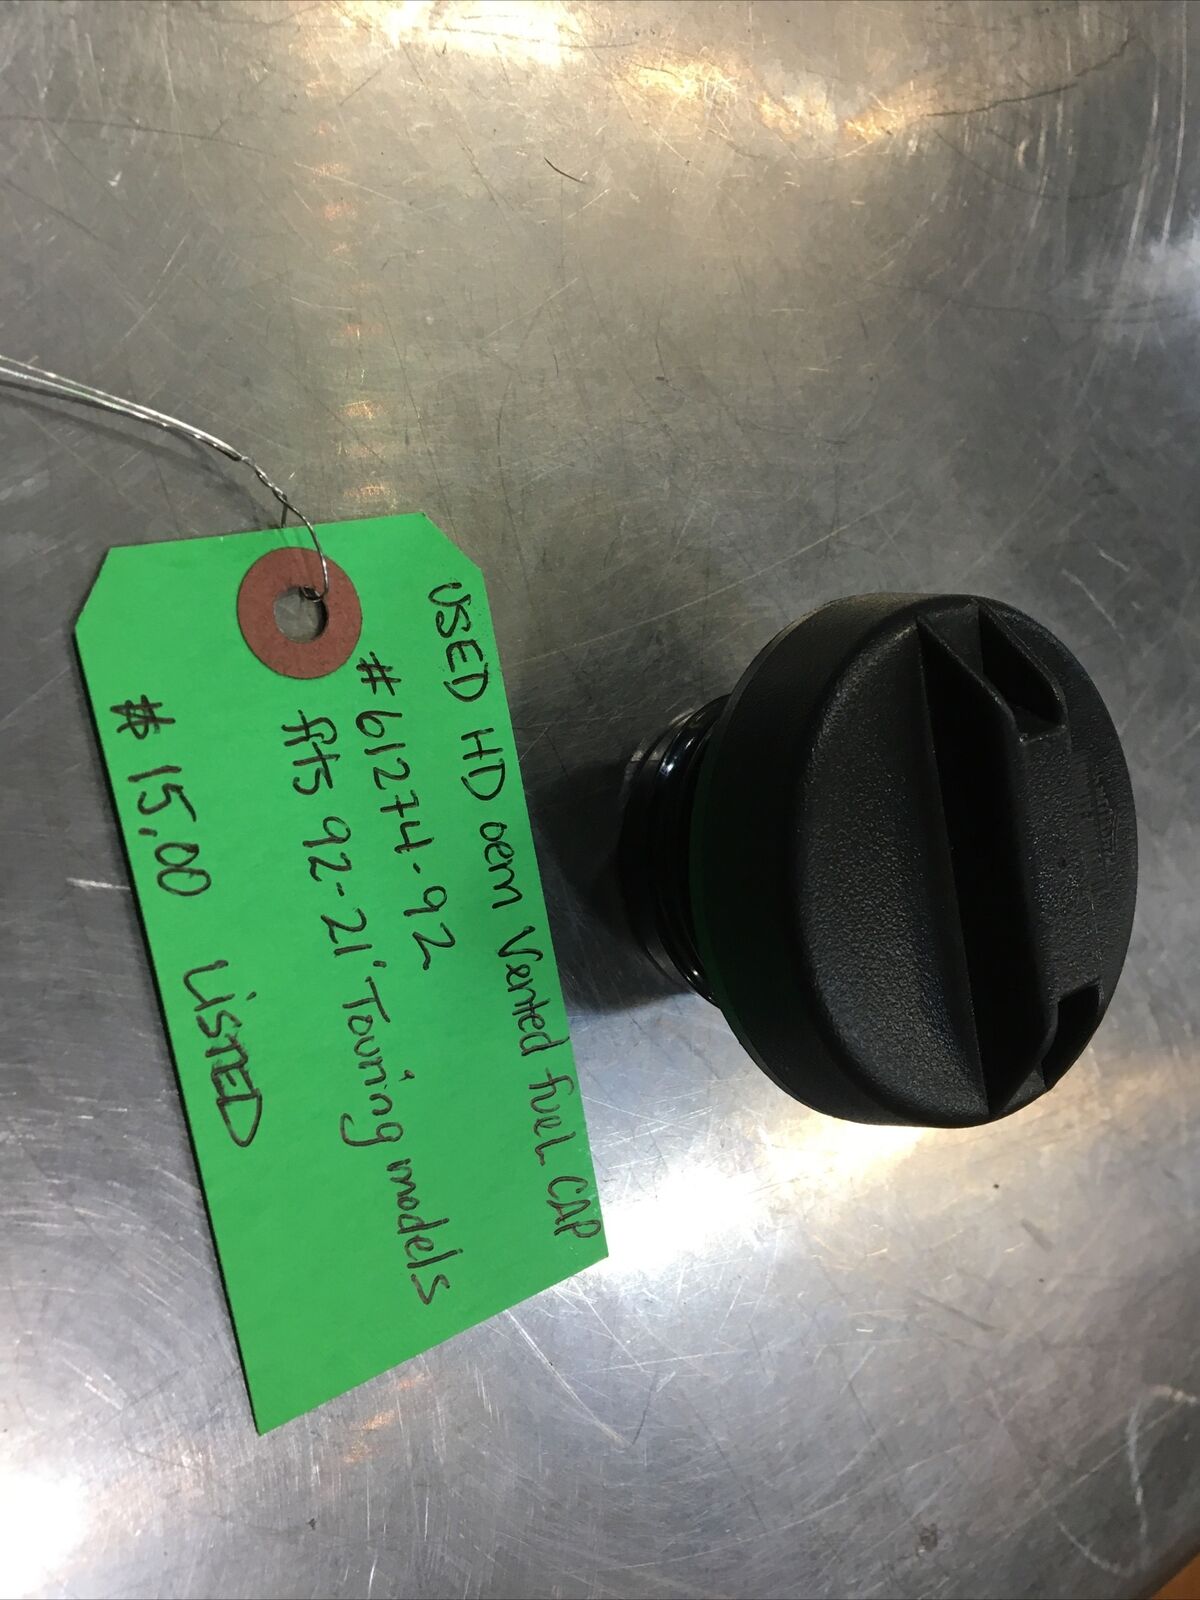 USED HD oem Vented fuel CAP
#61274-92
fits 92-21' Touring models
$ 15.00 LiSTED